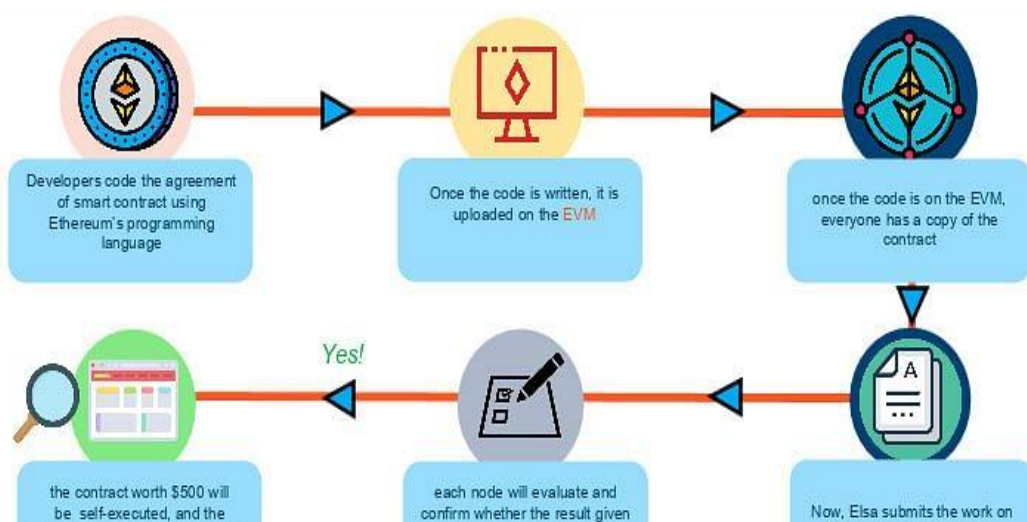 Developers code the agreement
of smart contract using
Ethereum's programming
language
Once the code is written, it is
uploaded on the EVM
once the code is on the EVM,
everyone has a copy of the
contract
A
Now, Elsa submits the work on
each node will evaluate and
confirm whether the result given
Yes!
the contract worth $500 will
be self-executed, and the